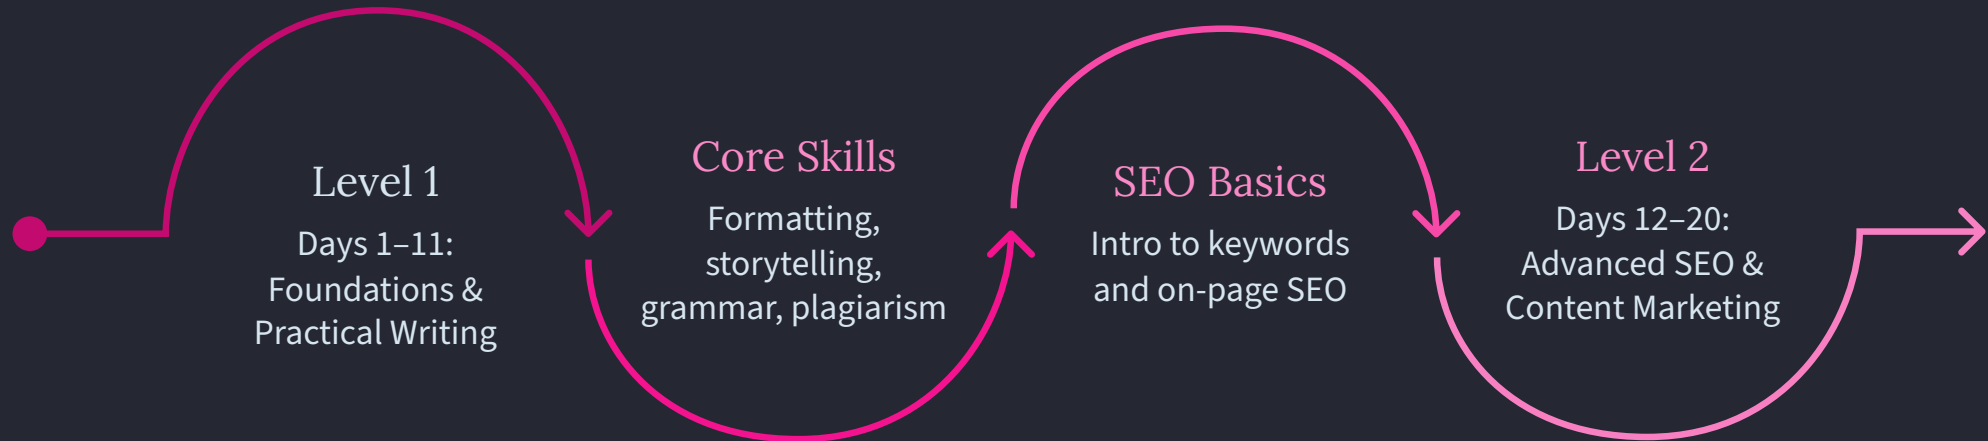 Level 1
Days 1–11:
Foundations &
Practical Writing
Core Skills
Formatting,
storytelling,
grammar, plagiarism
SEO Basics
Intro to keywords
and on-page SEO
Level 2
Days 12–20:
Advanced SEO &
Content Marketing